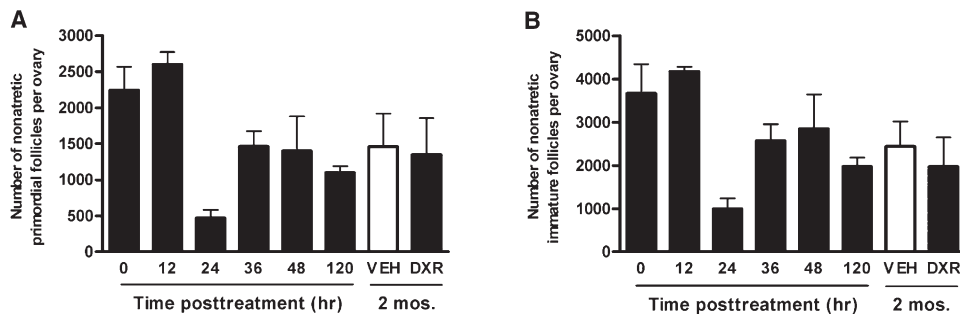 A
Number of nonatretic
primordial follicles per ovary
3000
2500
2000
1500
1000
500
0
0 12 24 36 48 120 VEH DXR
Time posttreatment (hr) 2 mos.
B
Number of nonatretic
immature follicles per ovary
5000
4000
3000
2000
1000
0
0 12 24 36 48 120 VEH DXR
Time posttreatment (hr) 2 mos.